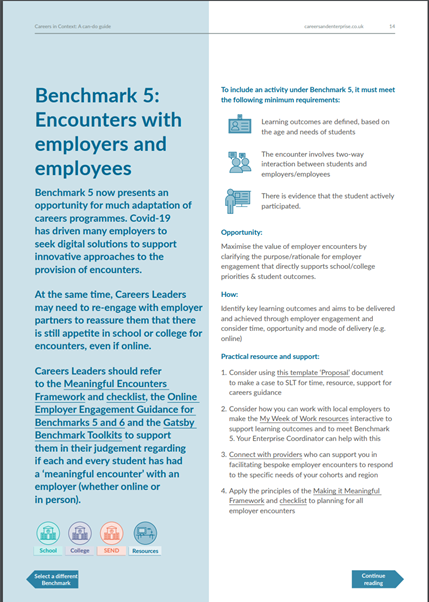 Careers in Context: A can-do guide
careersandenterprise.co.uk
14
Benchmark 5:
Encounters with
employers and
employees
Benchmark 5 now presents an
opportunity for much adaptation of
careers programmes. Covid-19
has driven many employers to
seek digital solutions to support
innovative approaches to the
provision of encounters.
At the same time, Careers Leaders
may need to re-engage with employer
partners to reassure them that there
is still appetite in school or college for
encounters, even if online.
Careers Leaders should refer
to the Meaningful Encounters
Framework and checklist, the Online
Employer Engagement Guidance for
Benchmarks 5 and 6 and the Gatsby
Benchmark Toolkits to support
them in their judgement regarding
if each and every student has had
a ‘meaningful encounter’ with an
employer (whether online or
in person).
School
College
SEND
Resources
Select a different
Benchmark
To include an activity under Benchmark 5, it must meet
the following minimum requirements:
Learning outcomes are defined, based on
the age and needs of students
The encounter involves two-way
interaction between students and
employers/employees
There is evidence that the student actively
participated.
Opportunity:
Maximise the value of employer encounters by
clarifying the purpose/rationale for employer
engagement that directly supports school/college
priorities & student outcomes.
How:
Identify key learning outcomes and aims to be delivered
and achieved through employer engagement and
consider time, opportunity and mode of delivery (e.g.
online)
Practical resource and support:
1. Consider using this template ‘Proposal’ document
to make a case to SLT for time, resource, support for
careers guidance
2. Consider how you can work with local employers to
make the My Week of Work resources interactive to
support learning outcomes and to meet Benchmark
5. Your Enterprise Coordinator can help with this
3. Connect with providers who can support you in
facilitating bespoke employer encounters to respond
to the specific needs of your cohorts and region
4. Apply the principles of the Making it Meaningful
Framework and checklist to planning for all
employer encounters
Continue
reading